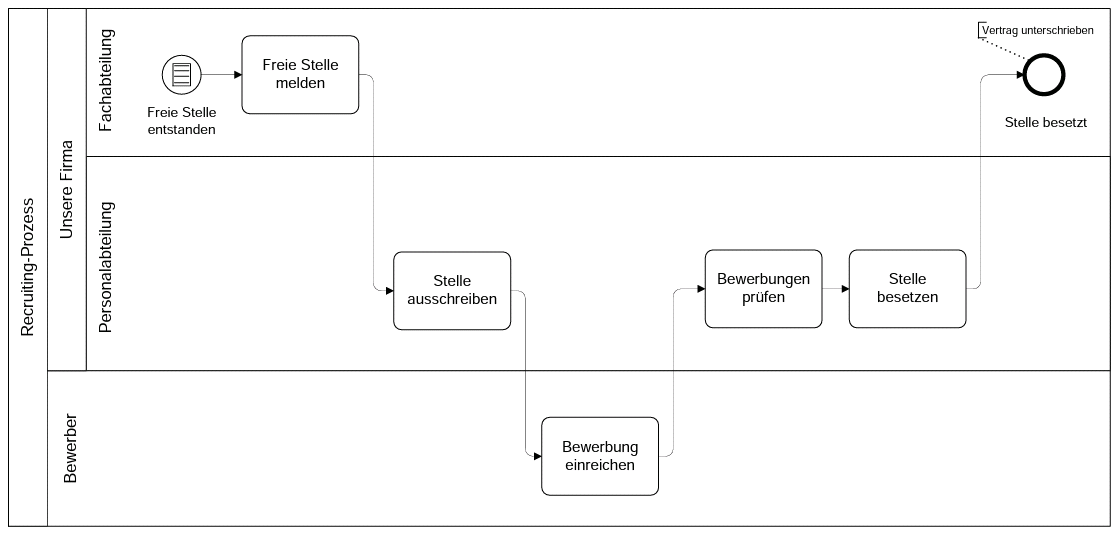 Recruiting-Prozess
Unsere Firma
Fachabteilung
Freie Stelle
entstanden
Freie Stelle
melden
Vertrag unterschrieben
Stelle besetzt
Personalabteilung
Stelle
ausschreiben
Bewerbungen
prüfen
Stelle
besetzen
Bewerber
Bewerbung
einreichen